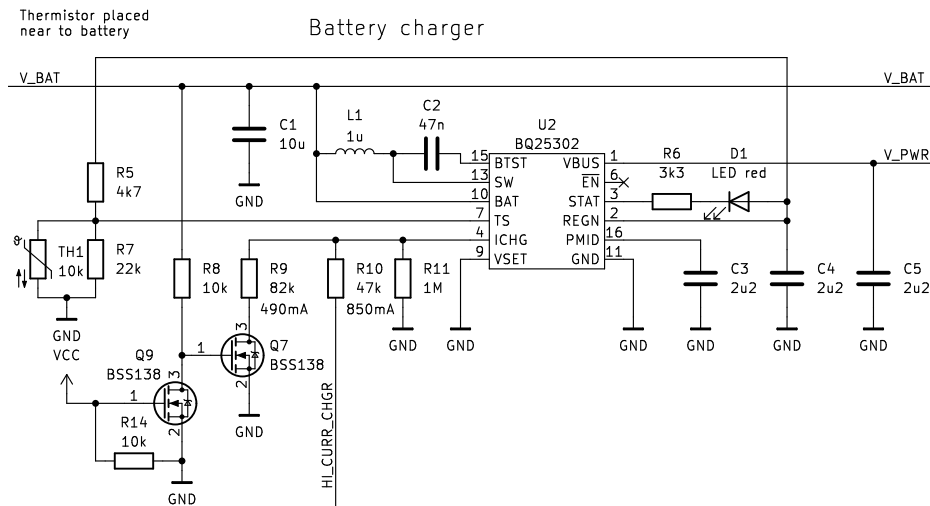 Thermistor placed
near to battery
Battery charger
V_BAT
V_BAT
C1
10u
GND
L1
1u
C2
47n
U2
BQ25302
15 BTST
13 SW
10 BAT
7 TS
4 ICHG
9 VSET
VBUS 1
EN 6
STAT 3
REGN 2
PMID 16
GND 11
R6
3k3
D1
LED red
V_PWR
R5
4k7
ϑ
TH1
10k
R7
22k
GND
R8
10k
R9
82k
490mA
R10
47k
850mA
R11
1M
GND
GND
GND
C3
2u2
GND
C4
2u2
GND
C5
2u2
GND
VCC
Q9
BSS138
1
3
2
Q7
BSS138
1
3
2
GND
R14
10k
GND
HI_CURR_CHGR